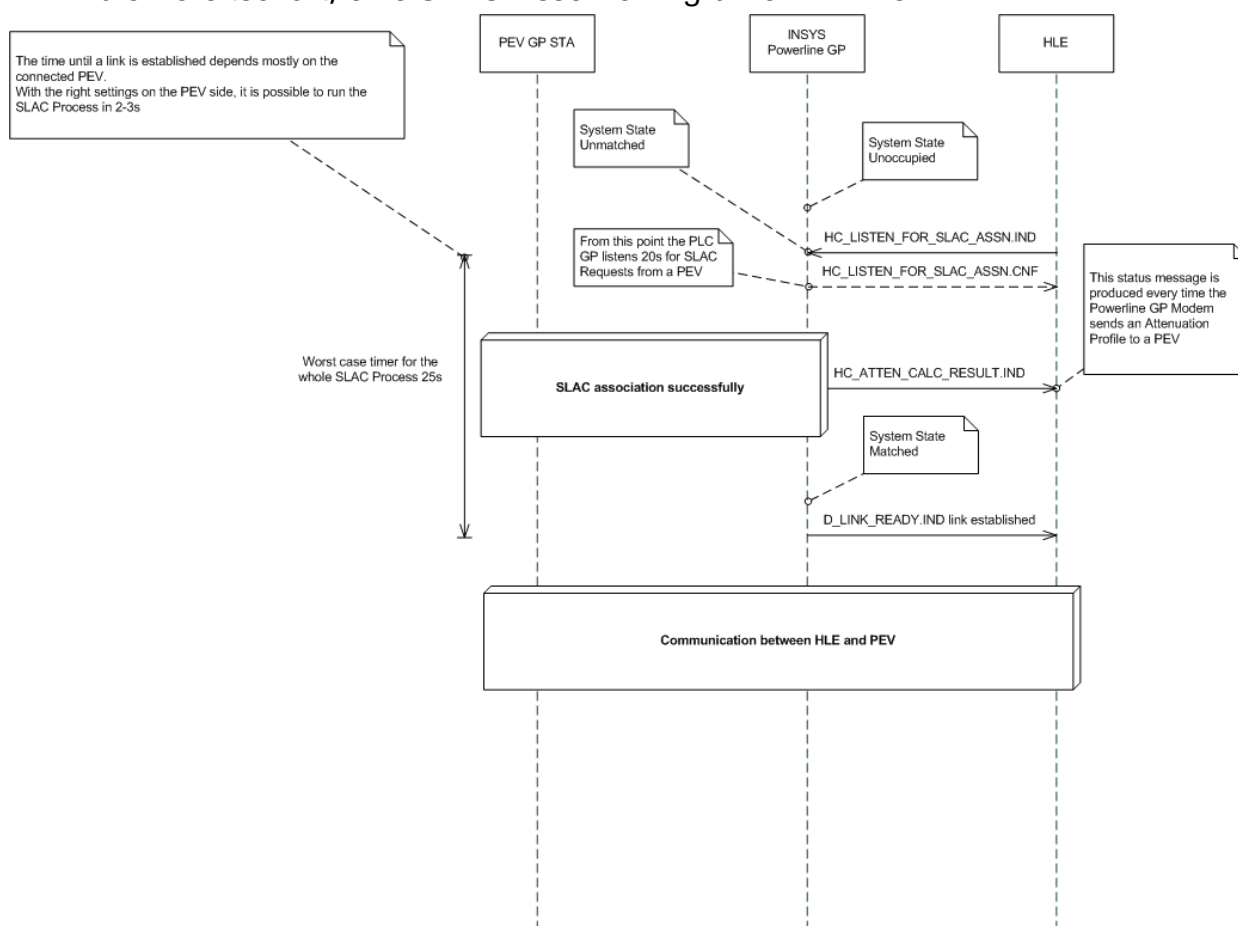 PEV GP STA
INSYS
Powerline GP
HLE
The time until a link is established depends mostly on the
connected PEV.
With the right settings on the PEV side, it is possible to run the
SLAC Process in 2-3s
System State
Unmatched
System State
Unoccupied
From this point the PLC
GP listens 20s for SLAC
Requests from a PEV
HC_LISTEN_FOR_SLAC_ASSN.IND
HC_LISTEN_FOR_SLAC_ASSN.CNF
This status message is
produced every time the
Powerline GP Modem
sends an Attenuation
Profile to a PEV
Worst case timer for the
whole SLAC Process 25s
SLAC association successfully
HC_ATTEN_CALC_RESULT.IND
System State
Matched
D_LINK_READY.IND link established
Communication between HLE and PEV